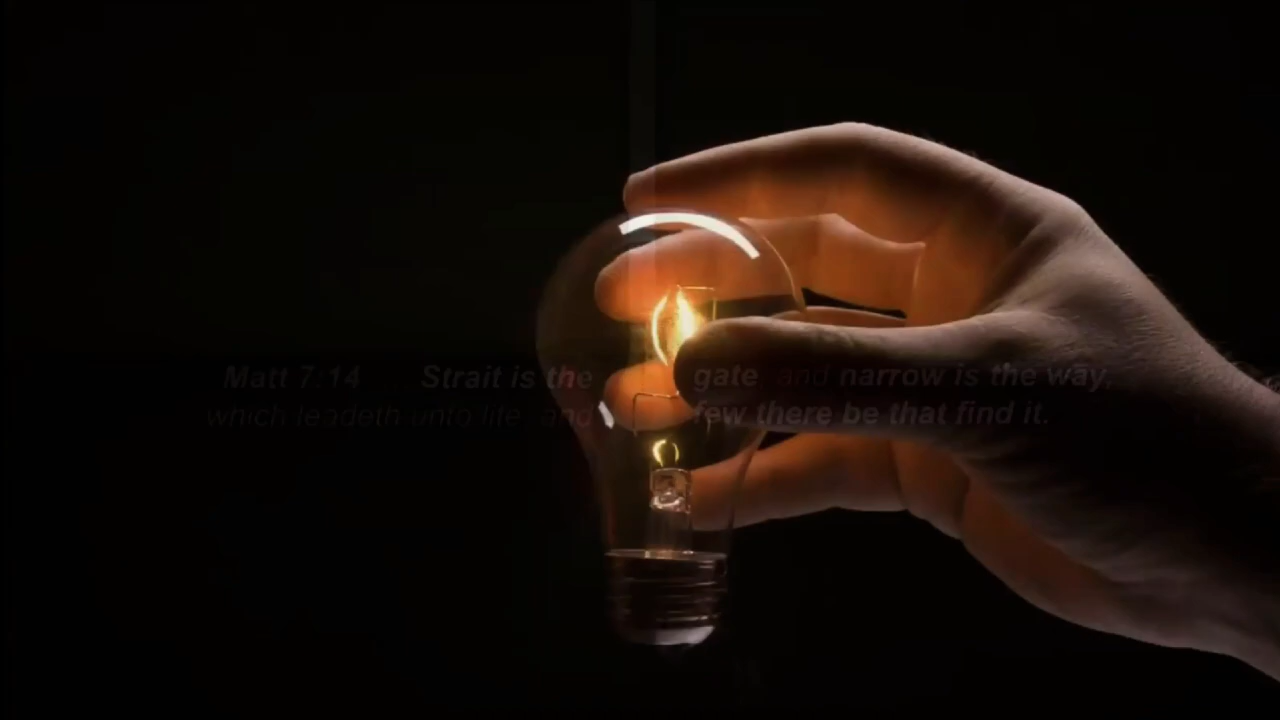 Matt 7:14 ... Strait is the gate and narrow is the way,
which leadeth unto life and few there be that find it.